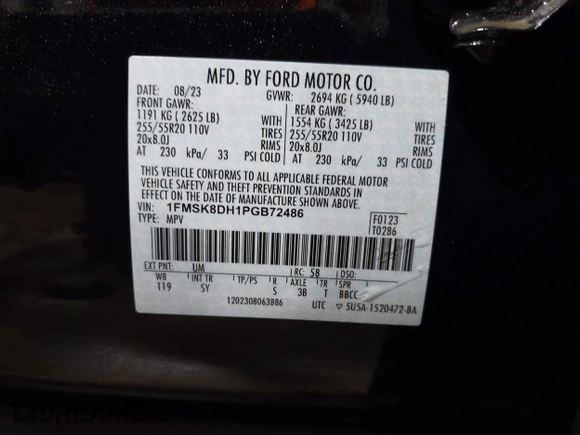 MFD. BY FORD MOTOR CO.
DATE: 08/23 GVWR: 2694 KG ( 5940 LB)
FRONT GAWR: REAR GAWR:
1191 KG ( 2625 LB) WITH 1554 KG ( 3425 LB) WITH
255/55R20 110V TIRES 255/55R20 110V TIRES
20x8.0J RIMS 20x8.0J RIMS
AT 230 kPa/ 33 PSI COLD AT 230 kPa/ 33 PSI COLD
THIS VEHICLE CONFORMS TO ALL APPLICABLE FEDERAL MOTOR
VEHICLE SAFETY AND THEFT PREVENTION STANDARDS IN
EFFECT ON THE DATE OF MANUFACTURE SHOWN ABOVE.
VIN: 1FMSK8DH1PGB72486 F0123
TYPE: MPV T0286
EXT PNT: UM RC: 58 DSO:
WB INT TR TP/PS R AXLE TR SPR
119 SY S 3B T BBCC
1202308063886 UTC ▽ 5U5A-1520472-BA
DREAMBID